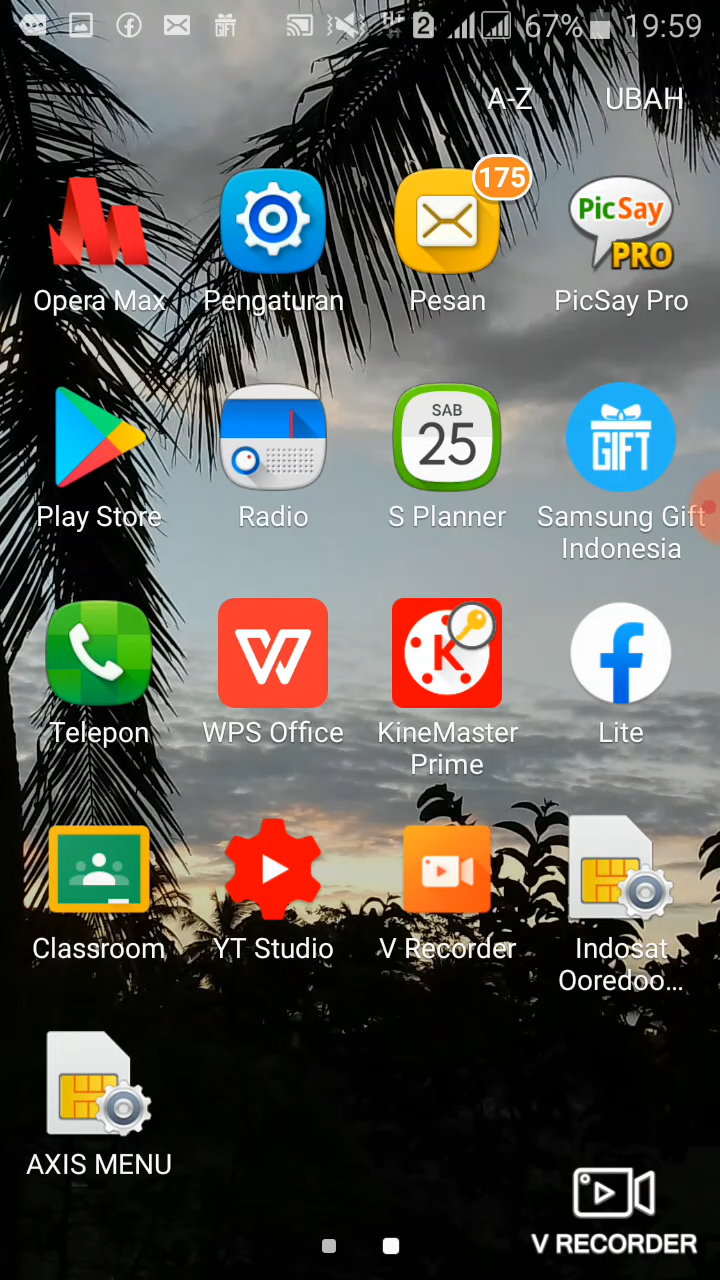 2 67% 19:59
A-Z UBAH
175
PicSay
PRO
Opera Max Pengaturan Pesan PicSay Pro
SAB
25
GIFT
Play Store Radio S Planner Samsung Gift
Indonesia
K
Telepon WPS Office KineMaster Lite
Prime
Classroom YT Studio V Recorder Indosat
Ooredoo...
AXIS MENU
V RECORDER